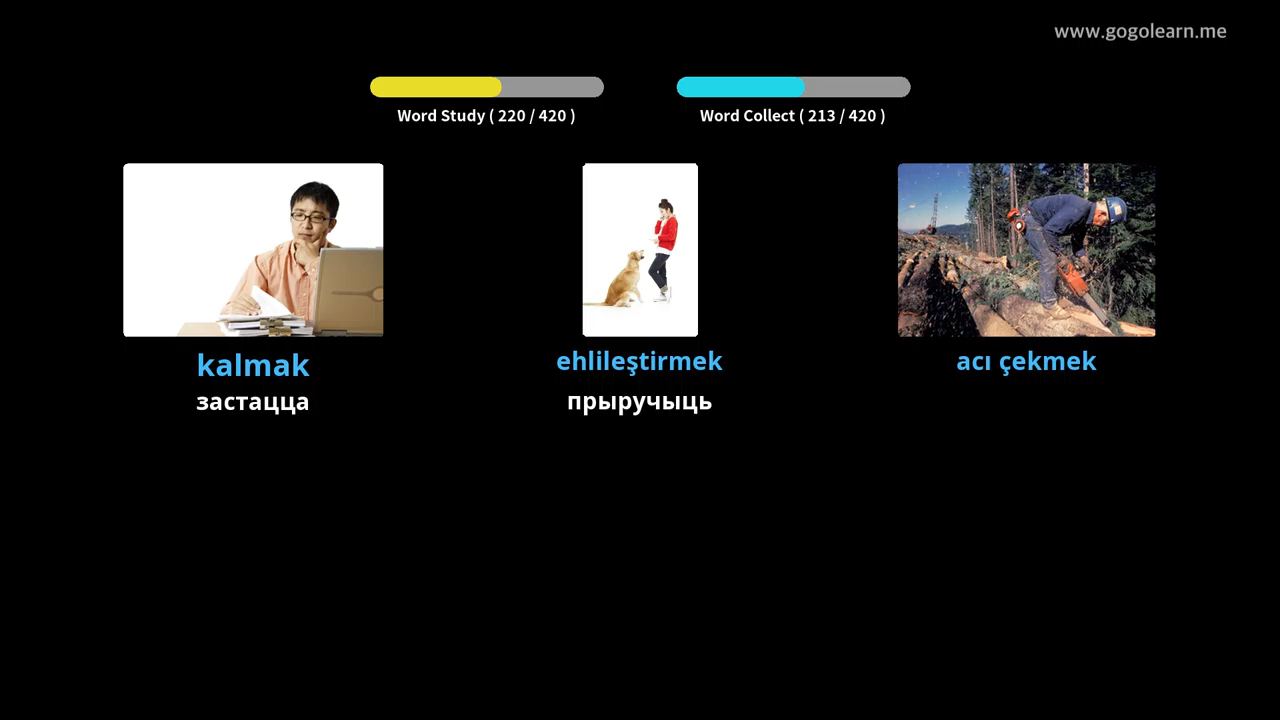 www.gogolearn.me
Word Study ( 220 / 420 )
Word Collect ( 213 / 420 )
kalmak
застацца
ehlileştirmek
прыручыць
acı çekmek